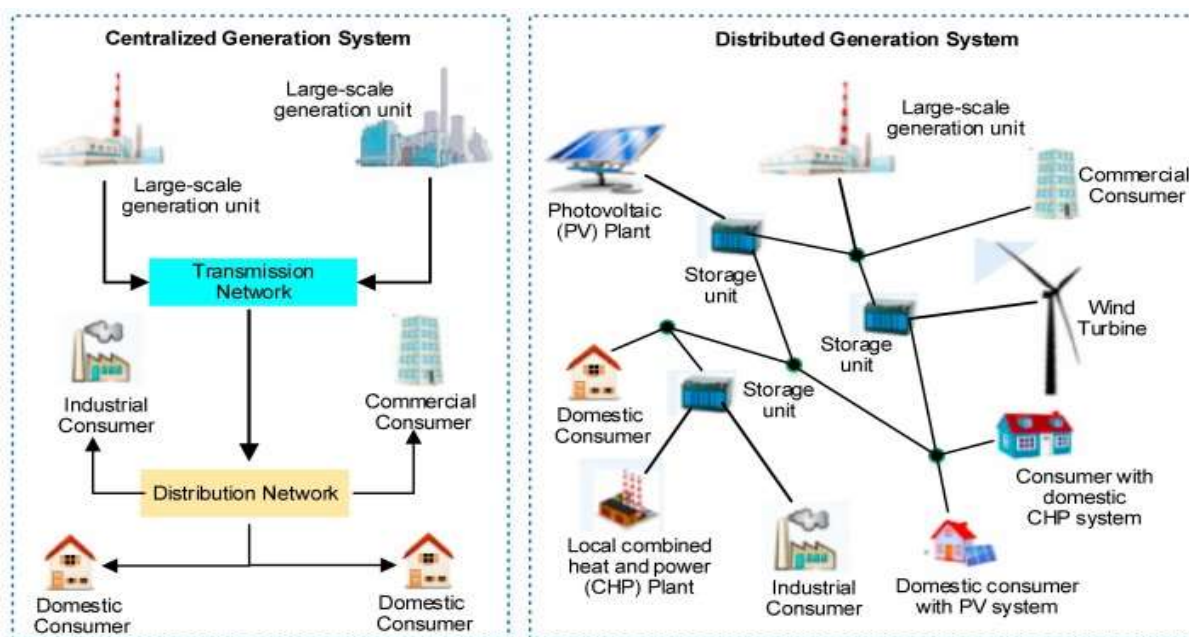 Centralized Generation System
Large-scale
generation unit
Large-scale
generation unit
Transmission
Network
Industrial
Consumer
Commercial
Consumer
Distribution Network
Domestic
Consumer
Domestic
Consumer
Distributed Generation System
Large-scale
generation unit
Commercial
Consumer
Photovoltaic
(PV) Plant
Storage
unit
Wind
Turbine
Storage
unit
Domestic
Consumer
Storage
unit
Consumer with
domestic
CHP system
Local combined
heat and power
(CHP) Plant
Industrial
Consumer
Domestic consumer
with PV system